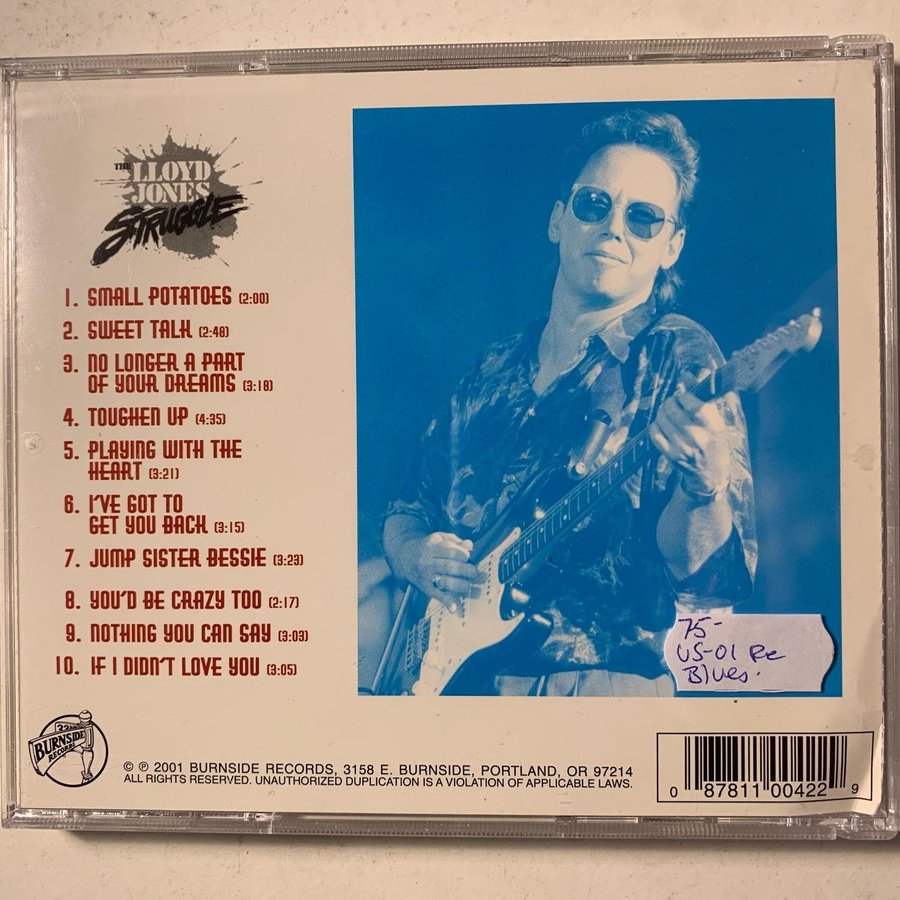 THE
LLOYD
JONES
STRUGGLE
1. SMALL POTATOES (2:00)
2. SWEET TALK (2:48)
3. NO LONGER A PART
OF YOUR DREAMS (3:18)
4. TOUGHEN UP (4:35)
5. PLAYING WITH THE
HEART (3:21)
6. I'VE GOT TO
GET YOU BACK (3:15)
7. JUMP SISTER BESSIE (3:23)
8. YOU'D BE CRAZY TOO (2:17)
9. NOTHING YOU CAN SAY (3:03)
10. IF I DIDN'T LOVE YOU (3:05)
75-
US-01 Re
Blues.
BURNSIDE
RECORDS
© ℗ 2001 BURNSIDE RECORDS, 3158 E. BURNSIDE, PORTLAND, OR 97214
ALL RIGHTS RESERVED. UNAUTHORIZED DUPLICATION IS A VIOLATION OF APPLICABLE LAWS.
0 87811 00422 9